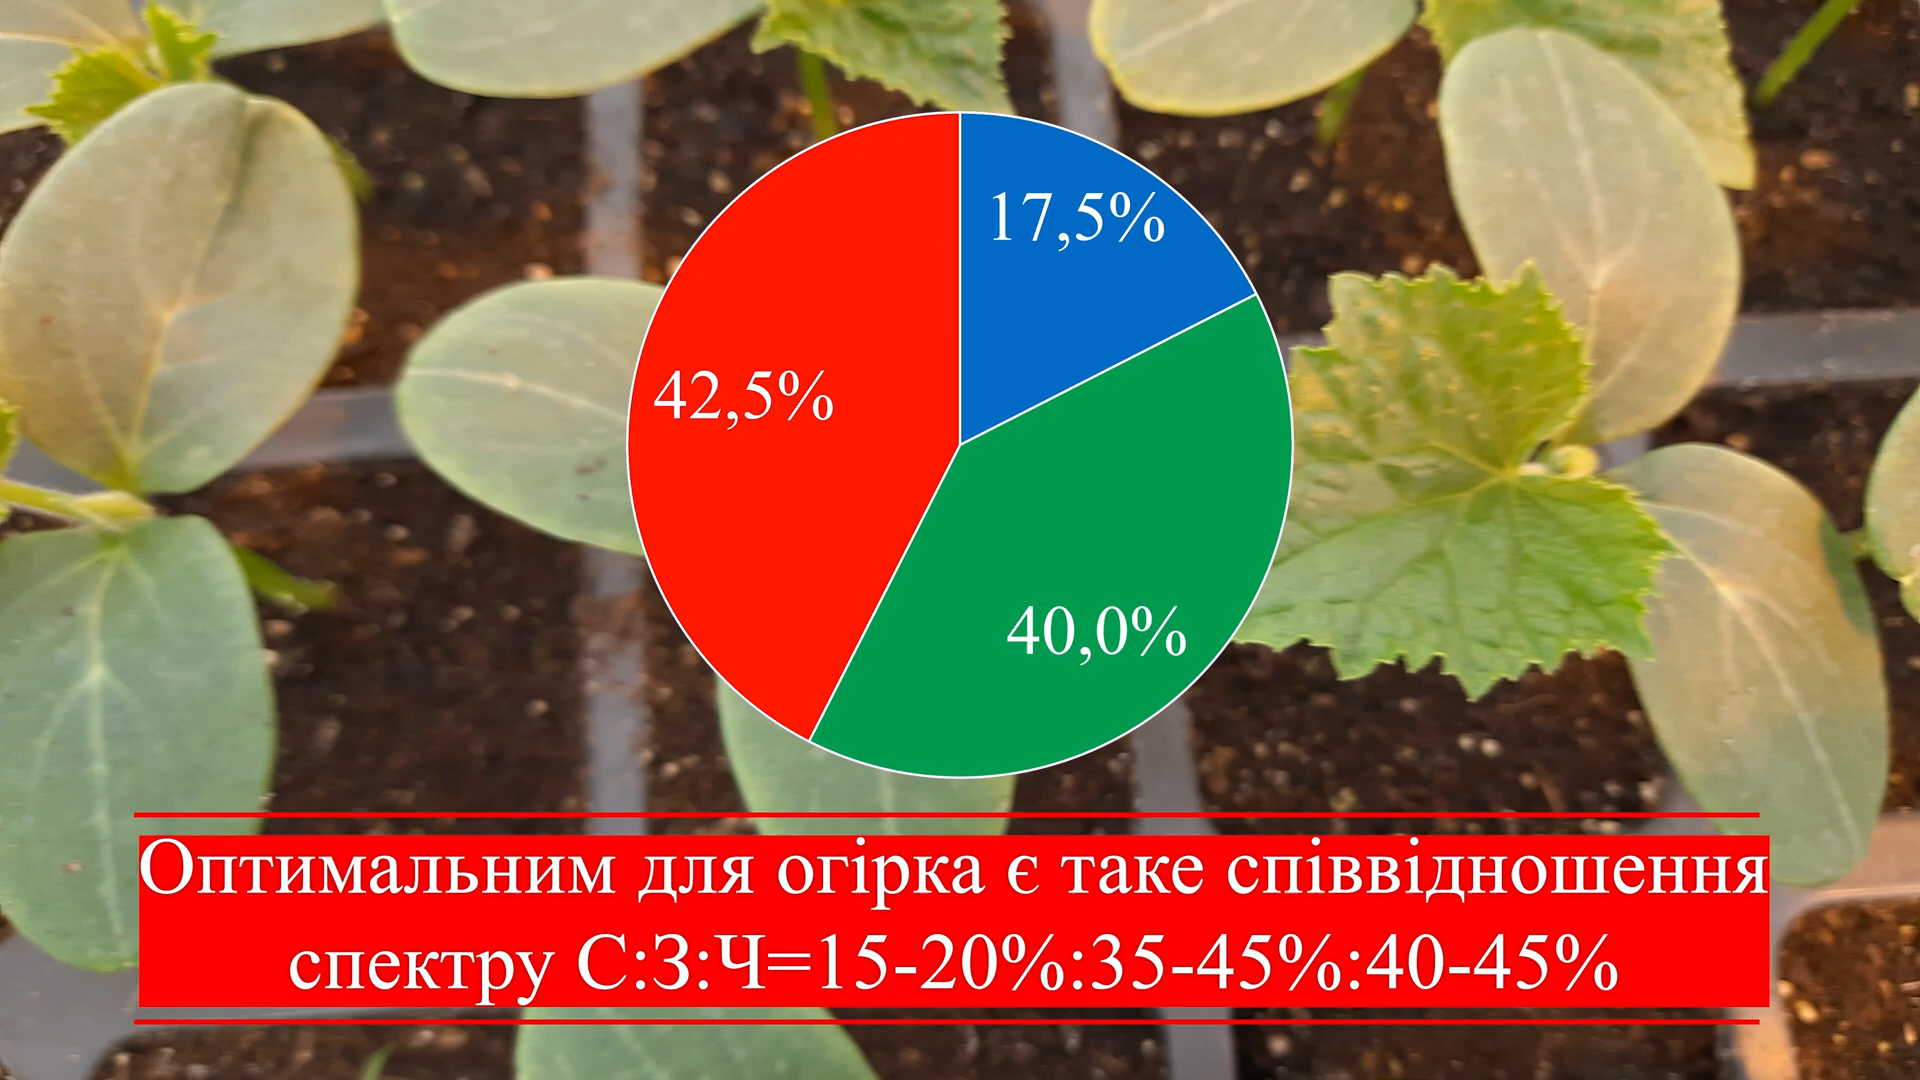 17,5%
42,5%
40,0%
Оптимальним для огірка є таке співвідношення
спектру С:З:Ч=15-20%:35-45%:40-45%